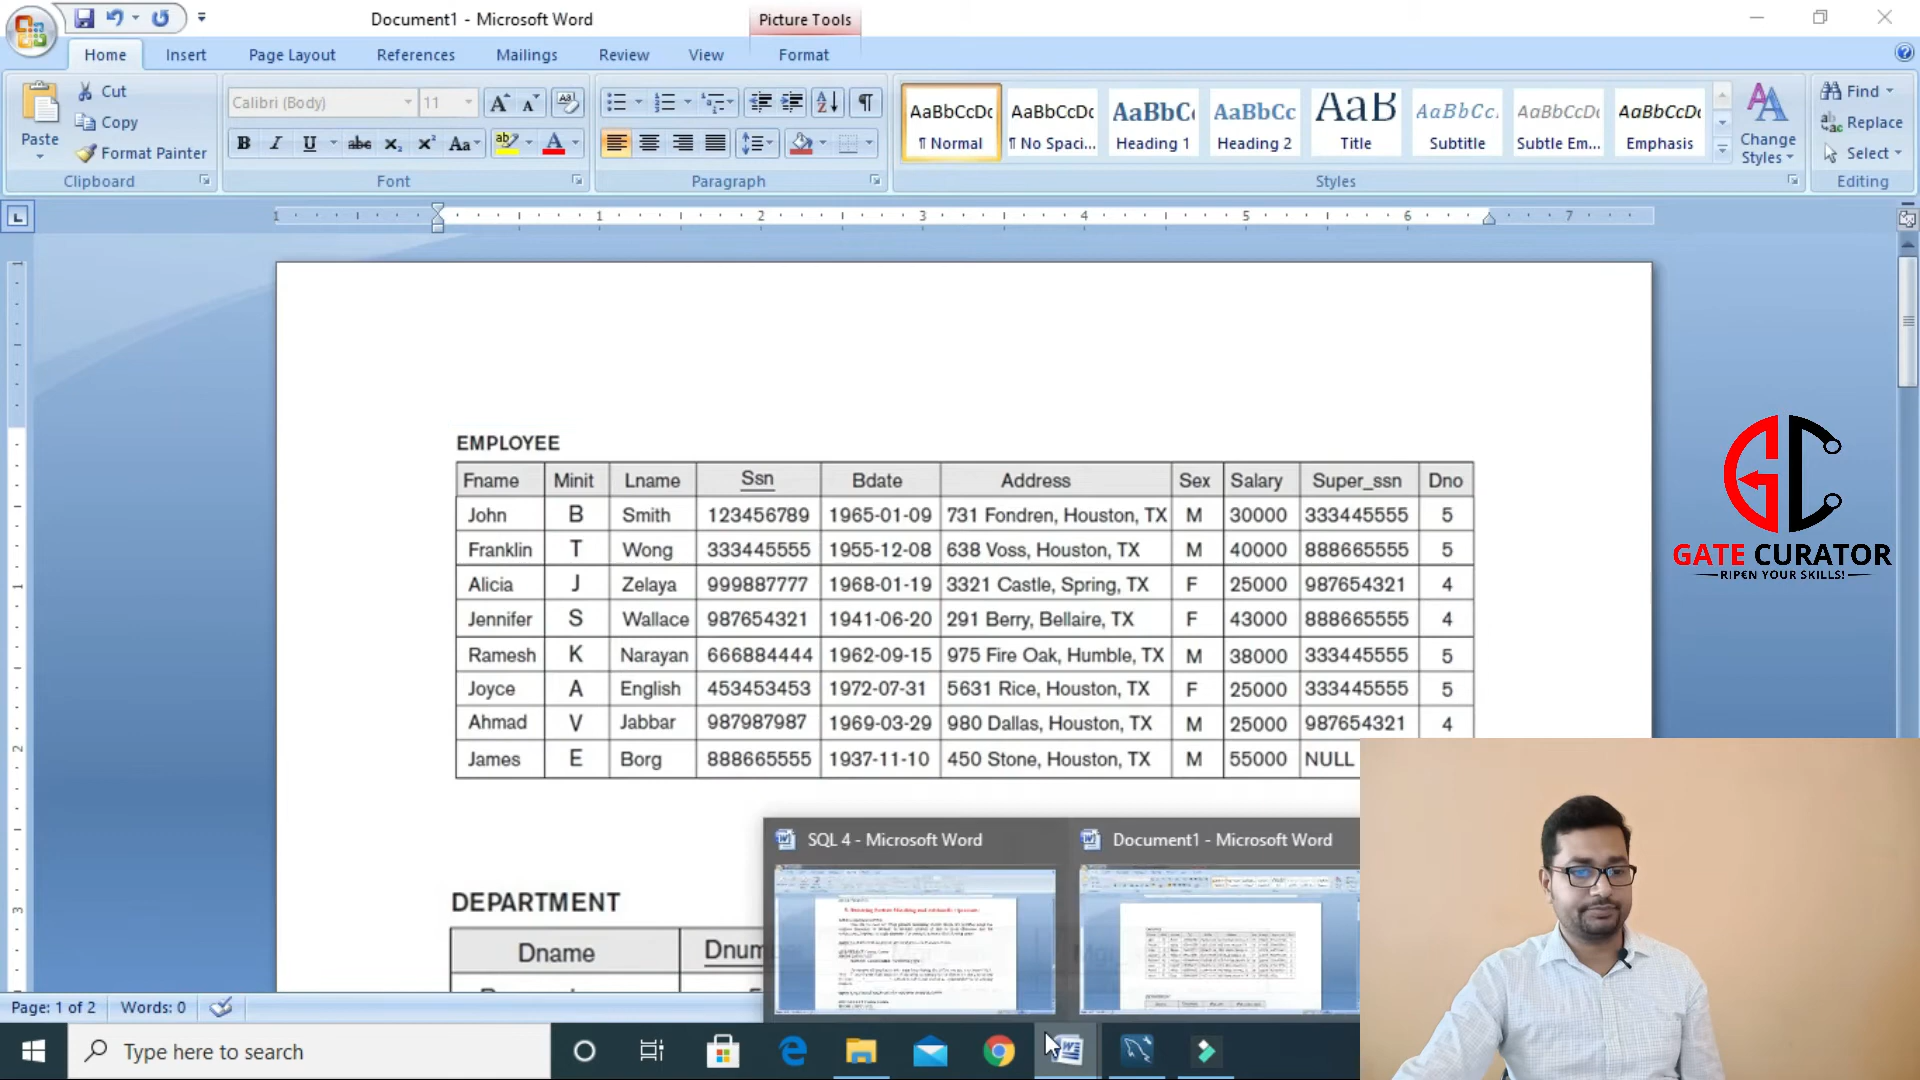 Document1 - Microsoft Word
Picture Tools
Home Insert Page Layout References Mailings Review View Format
Paste
Cut
Copy
Format Painter
Clipboard
Calibri (Body) 11
Font
Paragraph
AaBbCcDc AaBbCcDc AaBbC AaBbCc AaB AaBbCc. AaBbCcDc AaBbCcDc
¶ Normal ¶ No Spaci... Heading 1 Heading 2 Title Subtitle Subtle Em... Emphasis
Change Styles
Styles
Find
Replace
Select
Editing
1 1 2 3 4 5 6 7
EMPLOYEE
Fname Minit Lname Ssn Bdate Address Sex Salary Super_ssn Dno
John B Smith 123456789 1965-01-09 731 Fondren, Houston, TX M 30000 333445555 5
Franklin T Wong 333445555 1955-12-08 638 Voss, Houston, TX M 40000 888665555 5
Alicia J Zelaya 999887777 1968-01-19 3321 Castle, Spring, TX F 25000 987654321 4
Jennifer S Wallace 987654321 1941-06-20 291 Berry, Bellaire, TX F 43000 888665555 4
Ramesh K Narayan 666884444 1962-09-15 975 Fire Oak, Humble, TX M 38000 333445555 5
Joyce A English 453453453 1972-07-31 5631 Rice, Houston, TX F 25000 333445555 5
Ahmad V Jabbar 987987987 1969-03-29 980 Dallas, Houston, TX M 25000 987654321 4
James E Borg 888665555 1937-11-10 450 Stone, Houston, TX M 55000 NULL
GATE CURATOR
RIPEN YOUR SKILLS!
DEPARTMENT
Dname Dnum
SQL 4 - Microsoft Word
Document1 - Microsoft Word
Page: 1 of 2 Words: 0
Type here to search